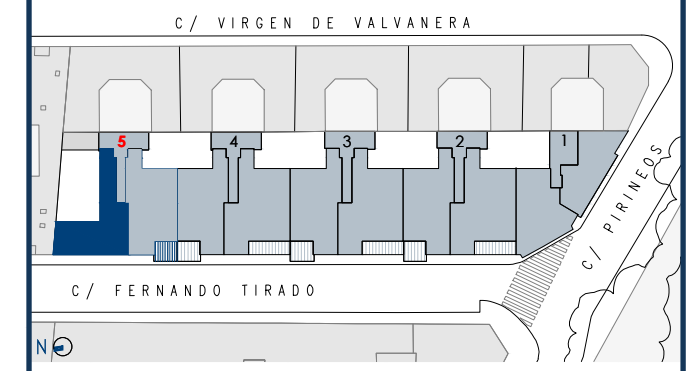 C/ VIRGEN DE VALVANERA
5 4 3 2 1
C/ PIRINEOS
C/ FERNANDO TIRADO
N